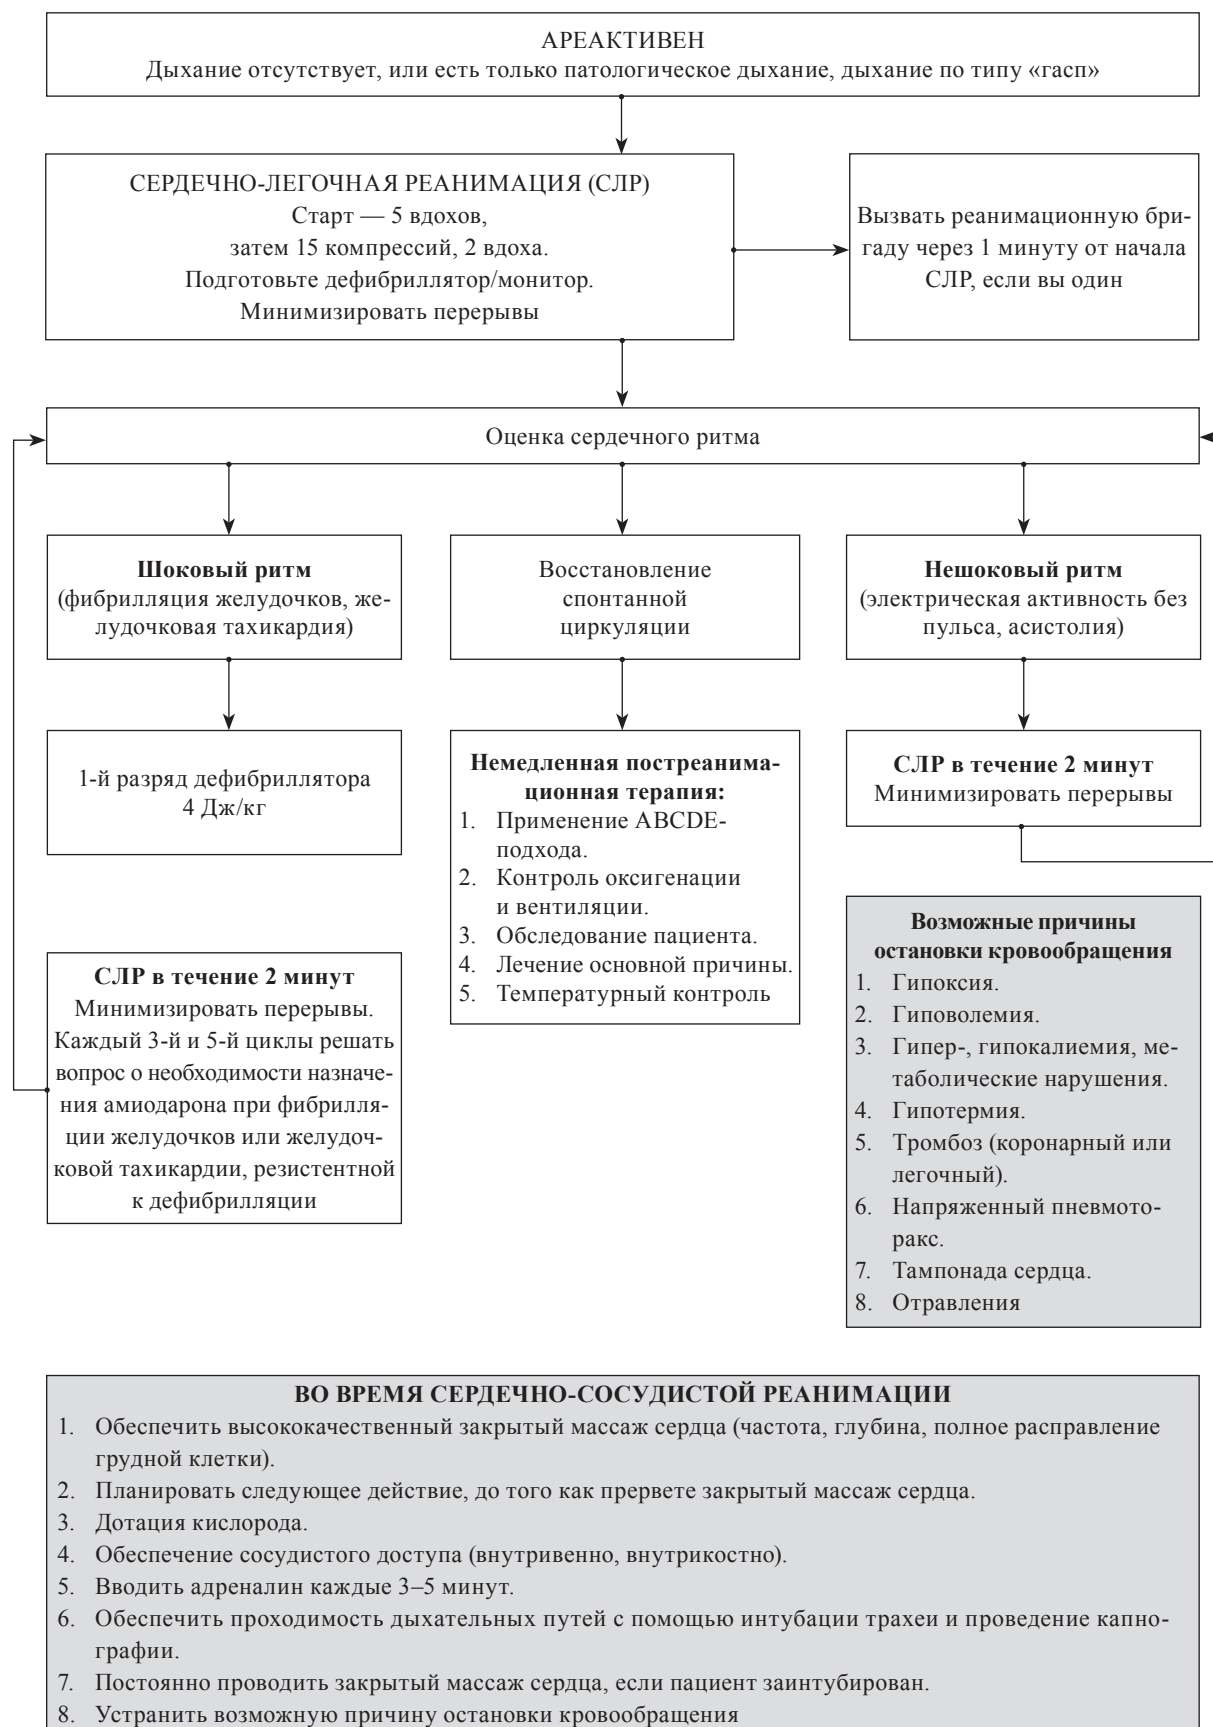 АРЕАКТИВЕН
Дыхание отсутствует, или есть только патологическое дыхание, дыхание по типу «гасп»
СЕРДЕЧНО-ЛЕГОЧНАЯ РЕАНИМАЦИЯ (СЛР)
Старт — 5 вдохов,
затем 15 компрессий, 2 вдоха.
Подготовьте дефибриллятор/монитор.
Минимизировать перерывы
Вызвать реанимационную бри-
гаду через 1 минуту от начала
СЛР, если вы один
Оценка сердечного ритма
Шоковый ритм
(фибрилляция желудочков, же-
лудочковая тахикардия)
Восстановление
спонтанной
циркуляции
Нешоковый ритм
(электрическая активность без
пульса, асистолия)
1-й разряд дефибриллятора
4 Дж/кг
Немедленная постреанима-
ционная терапия:
1. Применение ABCDE-
подхода.
2. Контроль оксигенации
и вентиляции.
3. Обследование пациента.
4. Лечение основной причины.
5. Температурный контроль
СЛР в течение 2 минут
Минимизировать перерывы
СЛР в течение 2 минут
Минимизировать перерывы.
Каждый 3-й и 5-й циклы решать
вопрос о необходимости назначе-
ния амиодарона при фибрилля-
ции желудочков или желудоч-
ковой тахикардии, резистентной
к дефибрилляции
Возможные причины
остановки кровообращения
1. Гипоксия.
2. Гиповолемия.
3. Гипер-, гипокалиемия, ме-
таболические нарушения.
4. Гипотермия.
5. Тромбоз (коронарный или
легочный).
6. Напряженный пневмото-
ракс.
7. Тампонада сердца.
8. Отравления
ВО ВРЕМЯ СЕРДЕЧНО-СОСУДИСТОЙ РЕАНИМАЦИИ
1. Обеспечить высококачественный закрытый массаж сердца (частота, глубина, полное расправление
грудной клетки).
2. Планировать следующее действие, до того как прервете закрытый массаж сердца.
3. Дотация кислорода.
4. Обеспечение сосудистого доступа (внутривенно, внутрикостно).
5. Вводить адреналин каждые 3–5 минут.
6. Обеспечить проходимость дыхательных путей с помощью интубации трахеи и проведение капно-
графии.
7. Постоянно проводить закрытый массаж сердца, если пациент заинтубирован.
8. Устранить возможную причину остановки кровообращения